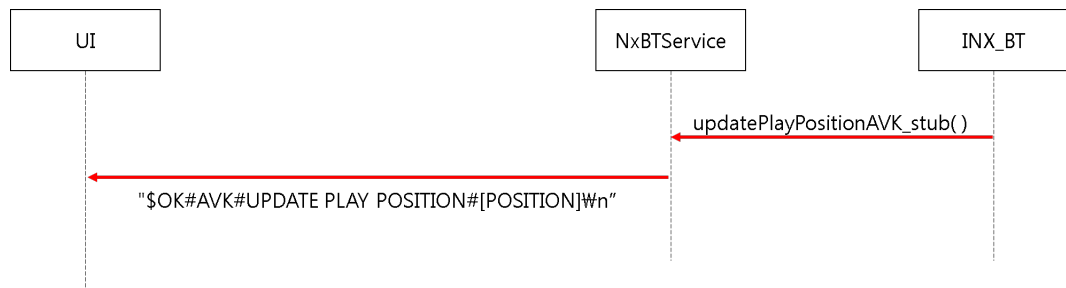 UI
NxBTService
INX_BT
updatePlayPositionAVK_stub( )
"$OK#AVK#UPDATE PLAY POSITION#[POSITION]₩n”